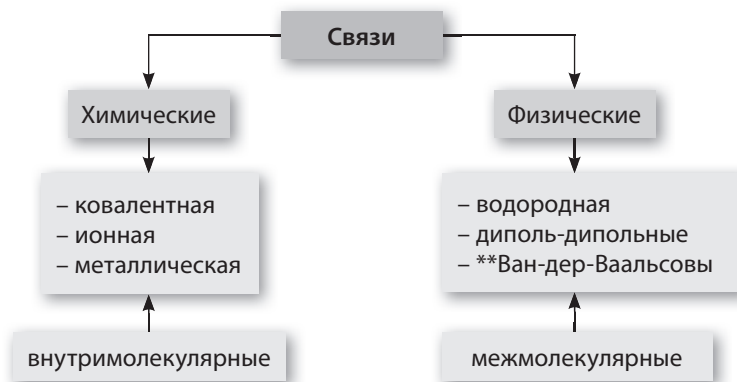 Связи
Химические
Физические
– ковалентная
– ионная
– металлическая
– водородная
– диполь-дипольные
– **Ван-дер-Ваальсовы
внутримолекулярные
межмолекулярные